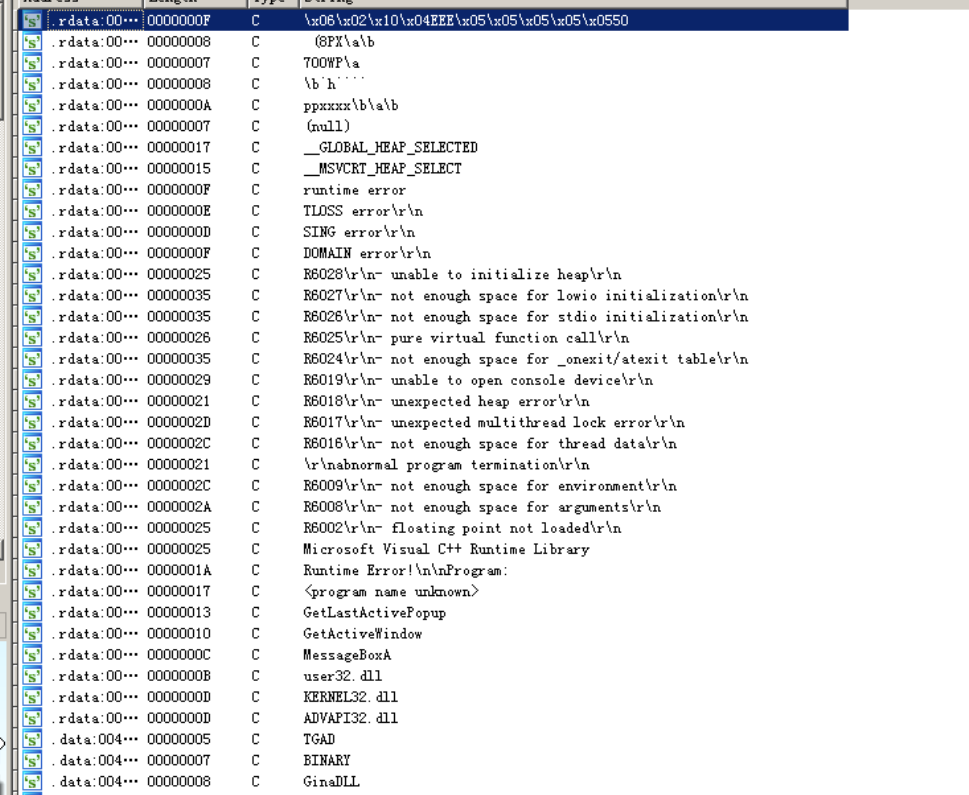 Address Length Type String
's' .rdata:00... 0000000F C \x06\x02\x10\x04EEE\x05\x05\x05\x05\x0550
's' .rdata:00... 00000008 C (8PX\a\b
's' .rdata:00... 00000007 C 700WP\a
's' .rdata:00... 00000008 C \b`h````
's' .rdata:00... 0000000A C ppxxxx\b\a\b
's' .rdata:00... 00000007 C (null)
's' .rdata:00... 00000017 C __GLOBAL_HEAP_SELECTED
's' .rdata:00... 00000015 C __MSVCRT_HEAP_SELECT
's' .rdata:00... 0000000F C runtime error
's' .rdata:00... 0000000E C TLOSS error\r\n
's' .rdata:00... 0000000D C SING error\r\n
's' .rdata:00... 0000000F C DOMAIN error\r\n
's' .rdata:00... 00000025 C R6028\r\n- unable to initialize heap\r\n
's' .rdata:00... 00000035 C R6027\r\n- not enough space for lowio initialization\r\n
's' .rdata:00... 00000035 C R6026\r\n- not enough space for stdio initialization\r\n
's' .rdata:00... 00000026 C R6025\r\n- pure virtual function call\r\n
's' .rdata:00... 00000035 C R6024\r\n- not enough space for _onexit/atexit table\r\n
's' .rdata:00... 00000029 C R6019\r\n- unable to open console device\r\n
's' .rdata:00... 00000021 C R6018\r\n- unexpected heap error\r\n
's' .rdata:00... 0000002D C R6017\r\n- unexpected multithread lock error\r\n
's' .rdata:00... 0000002C C R6016\r\n- not enough space for thread data\r\n
's' .rdata:00... 00000021 C \r\nabnormal program termination\r\n
's' .rdata:00... 0000002C C R6009\r\n- not enough space for environment\r\n
's' .rdata:00... 0000002A C R6008\r\n- not enough space for arguments\r\n
's' .rdata:00... 00000025 C R6002\r\n- floating point not loaded\r\n
's' .rdata:00... 00000025 C Microsoft Visual C++ Runtime Library
's' .rdata:00... 0000001A C Runtime Error!\n\nProgram:
's' .rdata:00... 00000017 C <program name unknown>
's' .rdata:00... 00000013 C GetLastActivePopup
's' .rdata:00... 00000010 C GetActiveWindow
's' .rdata:00... 0000000C C MessageBoxA
's' .rdata:00... 0000000B C user32.dll
's' .rdata:00... 0000000D C KERNEL32.dll
's' .rdata:00... 0000000D C ADVAPI32.dll
's' .data:004... 00000005 C TGAD
's' .data:004... 00000007 C BINARY
's' .data:004... 00000008 C GinaDLL